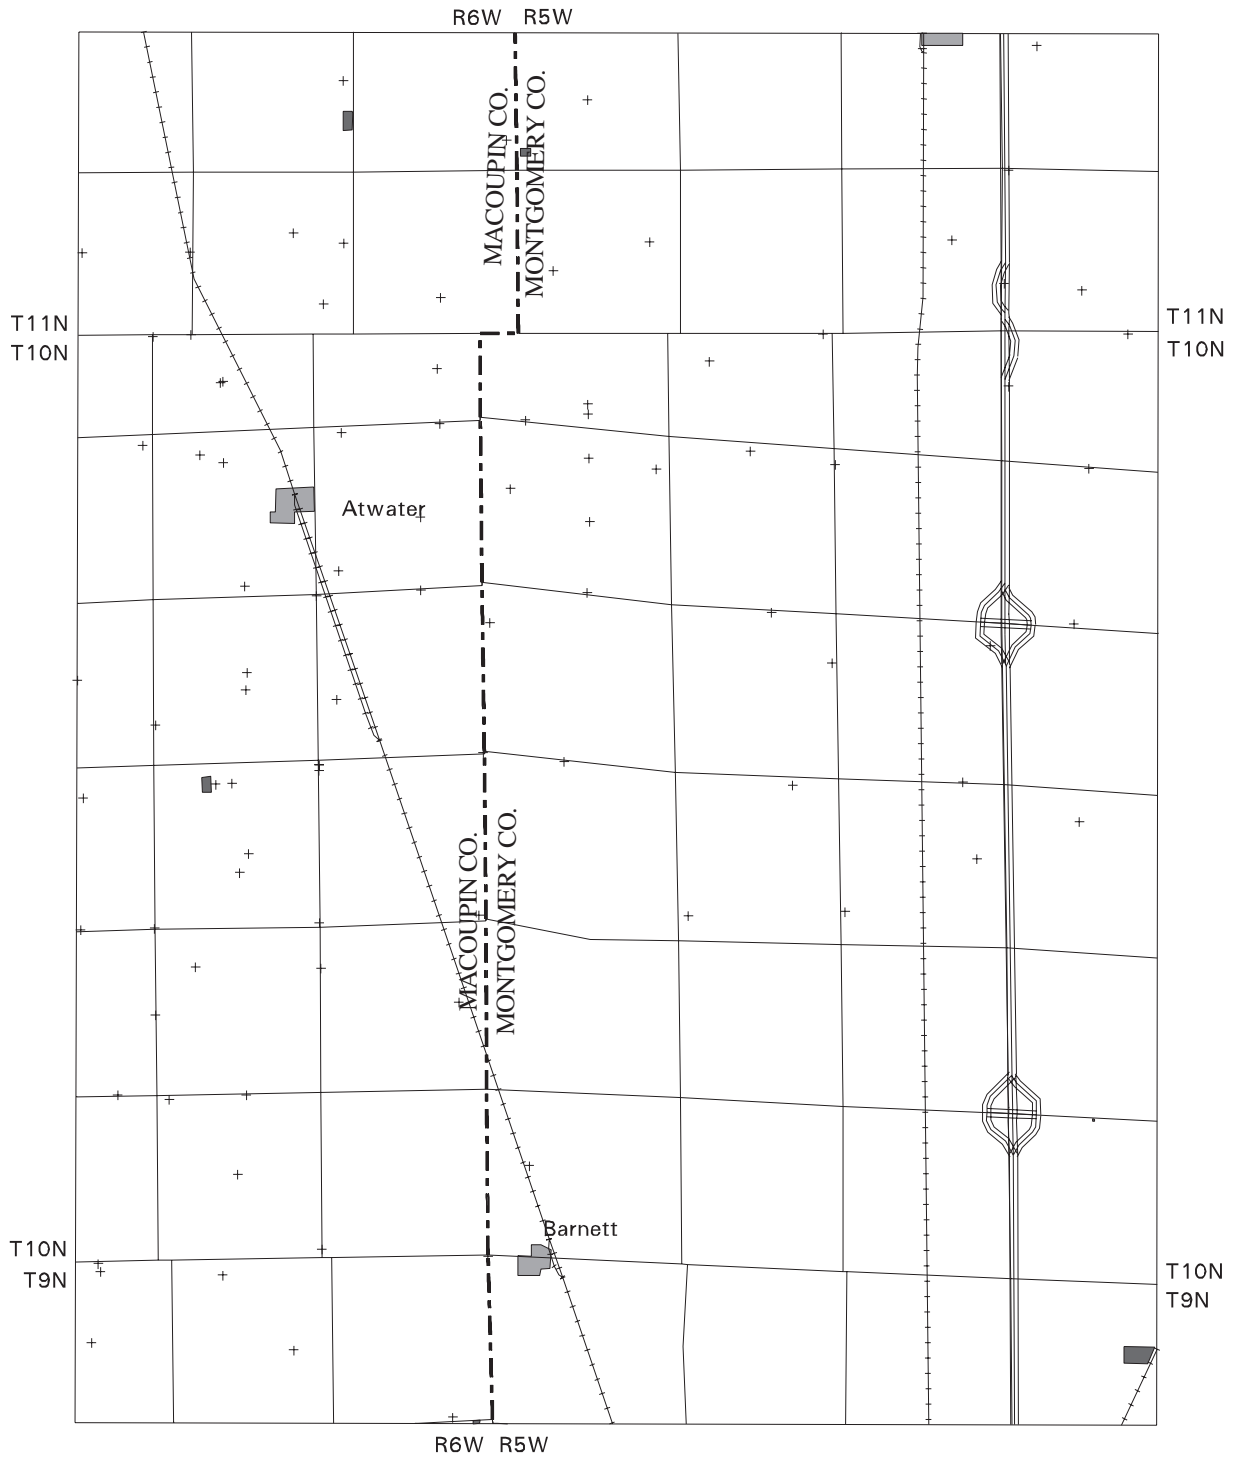 R6W R5W
MACOUPIN CO.
MONTGOMERY CO.
T11N
T10N
T11N
T10N
Atwater
MACOUPIN CO.
MONTGOMERY CO.
Barnett
T10N
T9N
T10N
T9N
R6W R5W